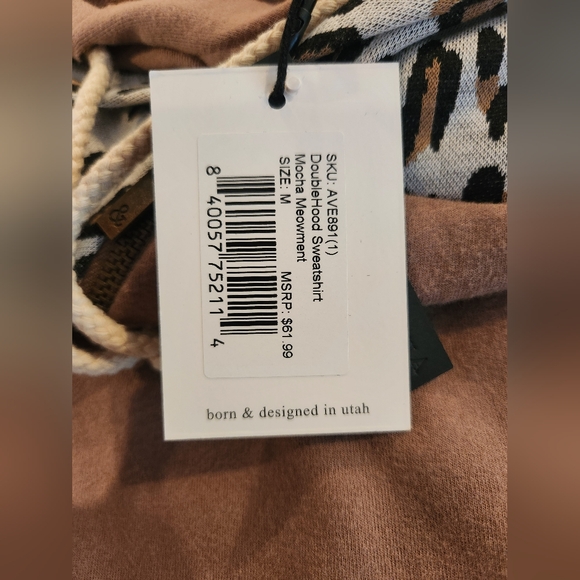 SKU: AVE891(1)
DoubleHood Sweatshirt
Mocha Meowment
SIZE: M MSRP: $61.99
8 40057 75211 4
born & designed in utah